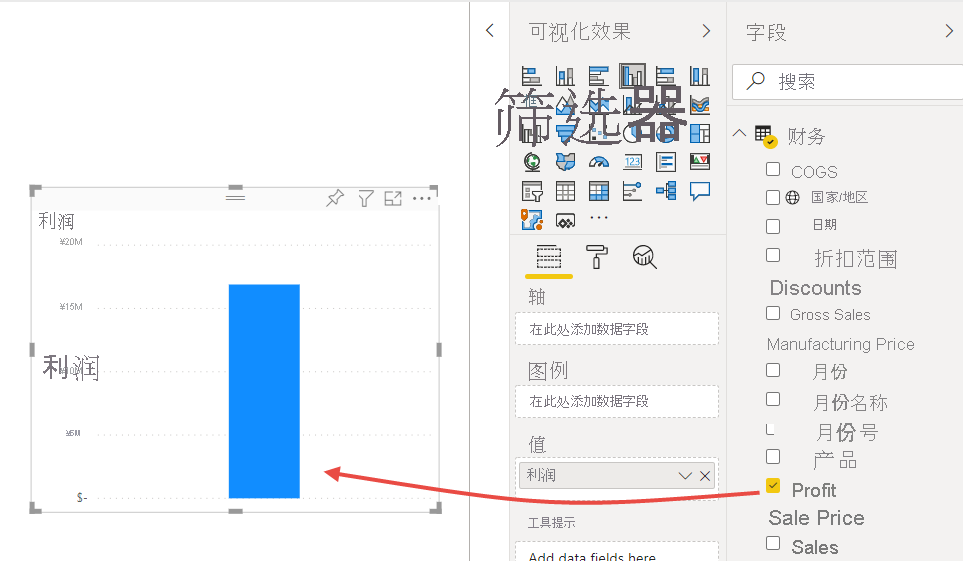 利润
¥20M
¥15M
利润
¥10M
¥5M
$-
可视化效果
筛选器
123
轴
在此处添加数据字段
图例
在此处添加数据字段
值
利润
工具提示
Add data fields here
字段
搜索
财务
COGS
国家/地区
日期
折扣范围
Discounts
Gross Sales
Manufacturing Price
月份
月份名称
月份号
产品
Profit
Sale Price
Sales